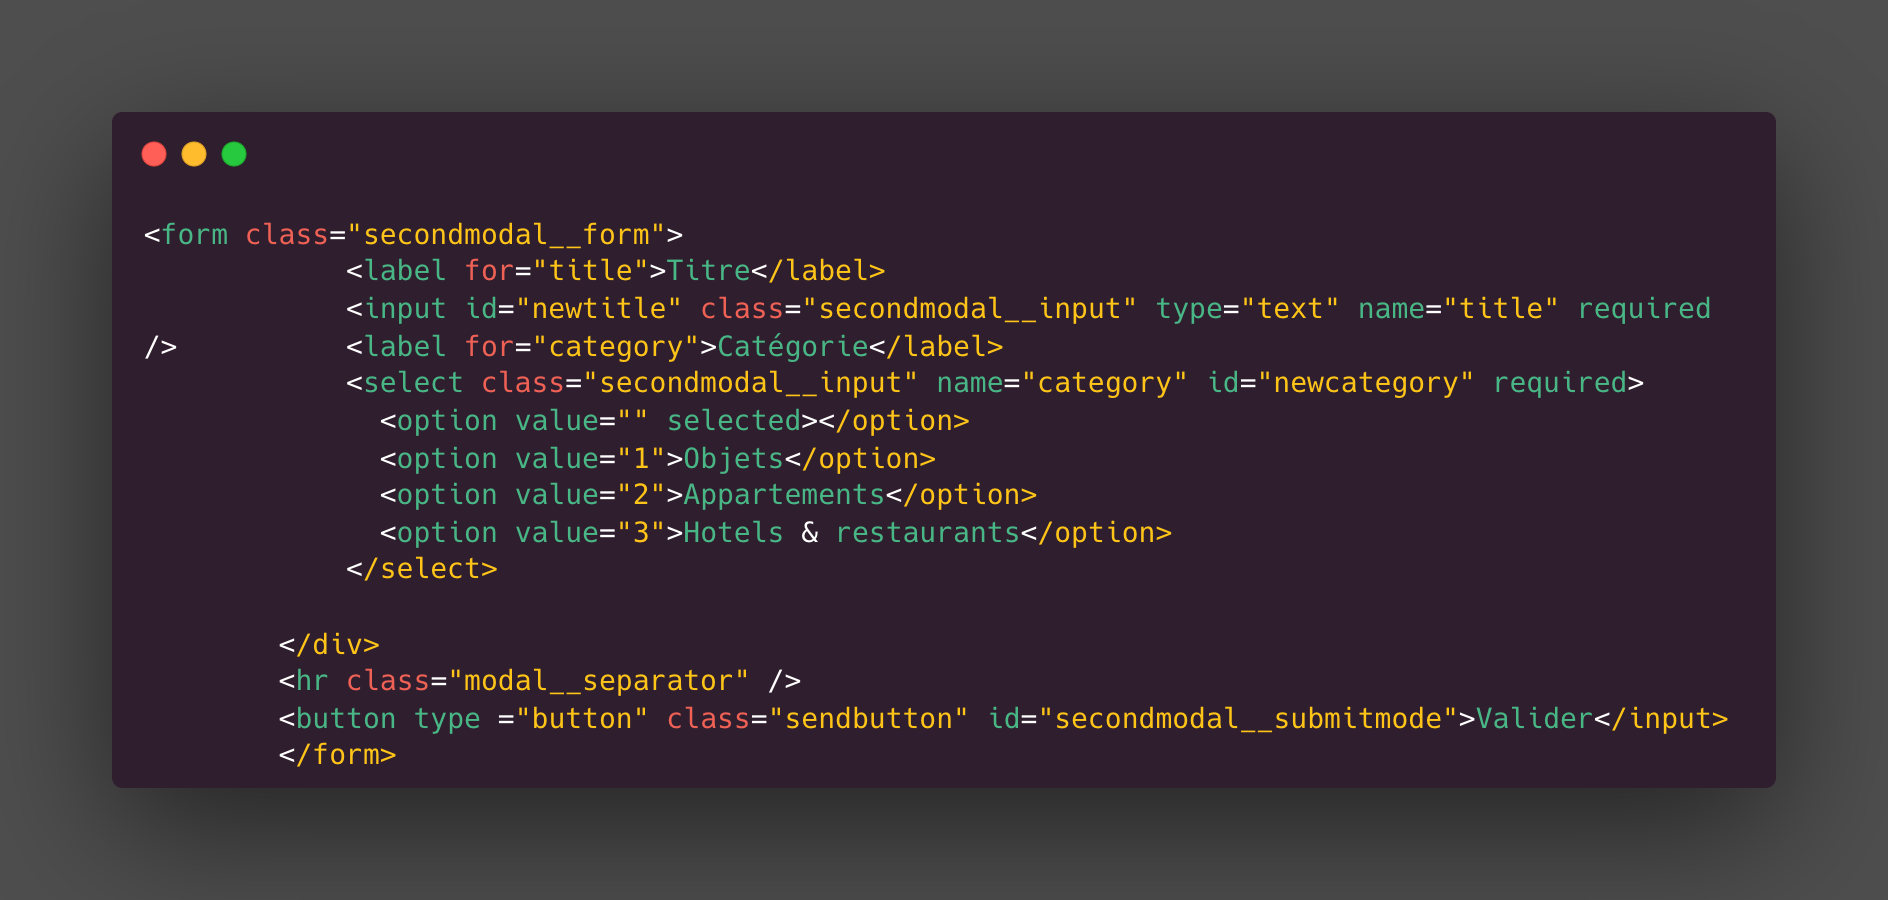 <form class="secondmodal__form">
            <label for="title">Titre</label>
            <input id="newtitle" class="secondmodal__input" type="text" name="title" required
/>          <label for="category">Catégorie</label>
            <select class="secondmodal__input" name="category" id="newcategory" required>
              <option value="" selected></option>
              <option value="1">Objets</option>
              <option value="2">Appartements</option>
              <option value="3">Hotels & restaurants</option>
            </select>

        </div>
        <hr class="modal__separator" />
        <button type ="button" class="sendbutton" id="secondmodal__submitmode">Valider</input>
        </form>